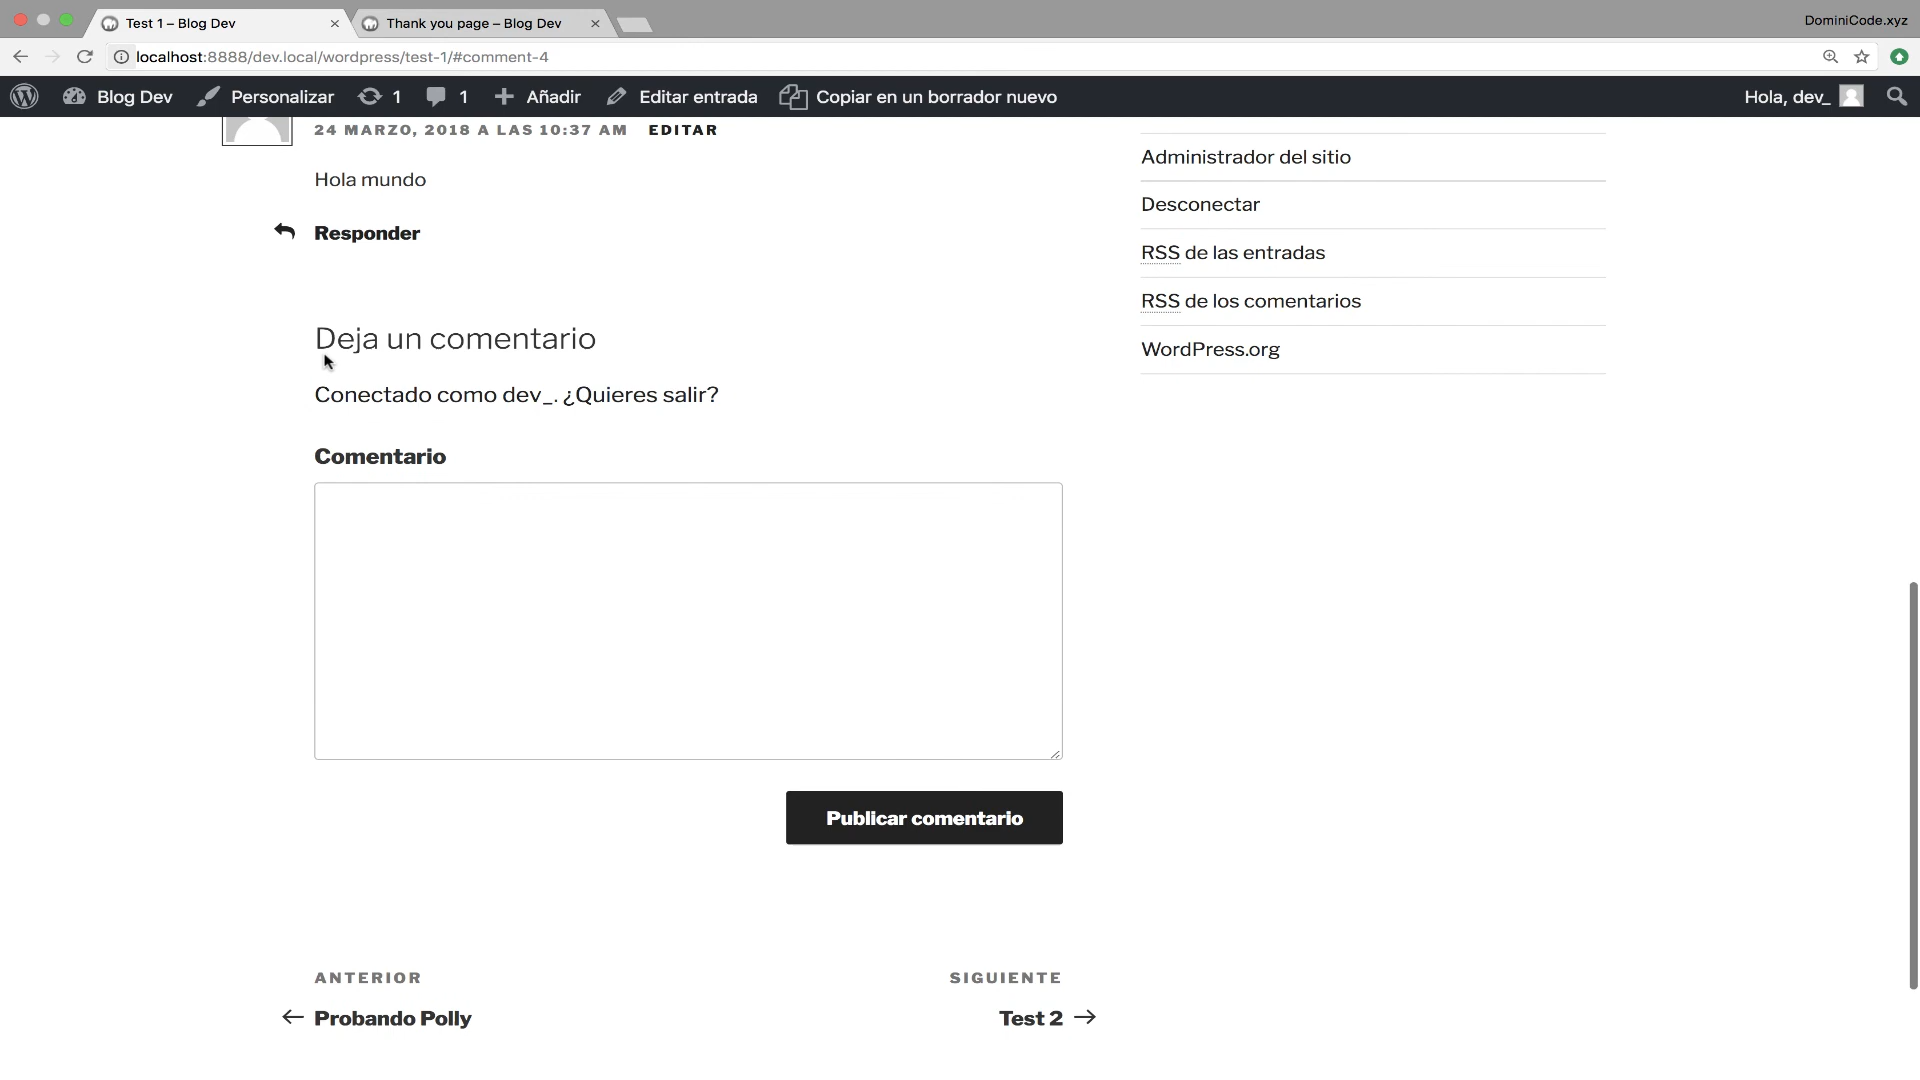 Test 1 – Blog Dev
Thank you page – Blog Dev
DominiCode.xyz
localhost:8888/dev.local/wordpress/test-1/#comment-4
Blog Dev
Personalizar
1
1
Añadir
Editar entrada
Copiar en un borrador nuevo
Hola, dev_
24 MARZO, 2018 A LAS 10:37 AM EDITAR
Hola mundo
Responder
Deja un comentario
Conectado como dev_. ¿Quieres salir?
Comentario
Publicar comentario
ANTERIOR
Probando Polly
SIGUIENTE
Test 2
Administrador del sitio
Desconectar
RSS de las entradas
RSS de los comentarios
WordPress.org